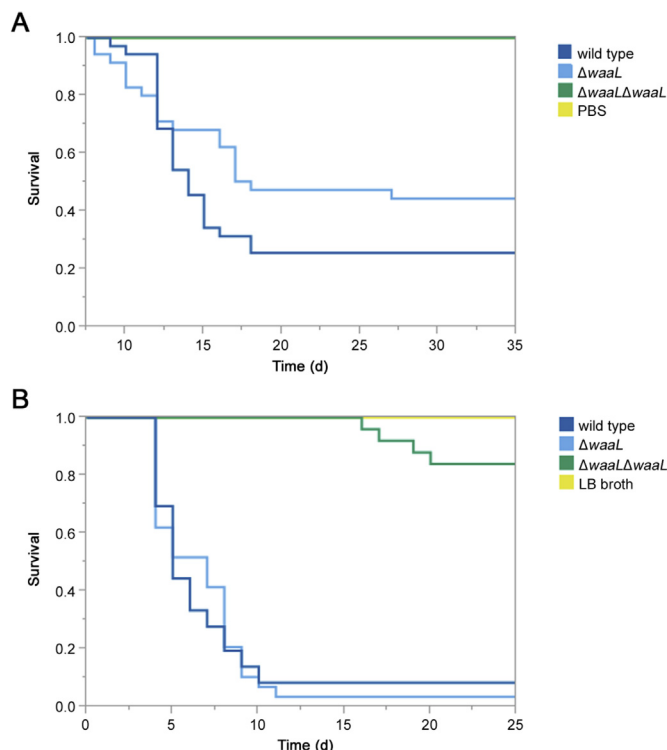 A
1.0
0.8
0.6
0.4
0.2
0.0
Survival
10 15 20 25 30 35
Time (d)
wild type
ΔwaaL
ΔwaaLΔwaaL
PBS
B
1.0
0.8
0.6
0.4
0.2
0.0
Survival
0 5 10 15 20 25
Time (d)
wild type
ΔwaaL
ΔwaaLΔwaaL
LB broth